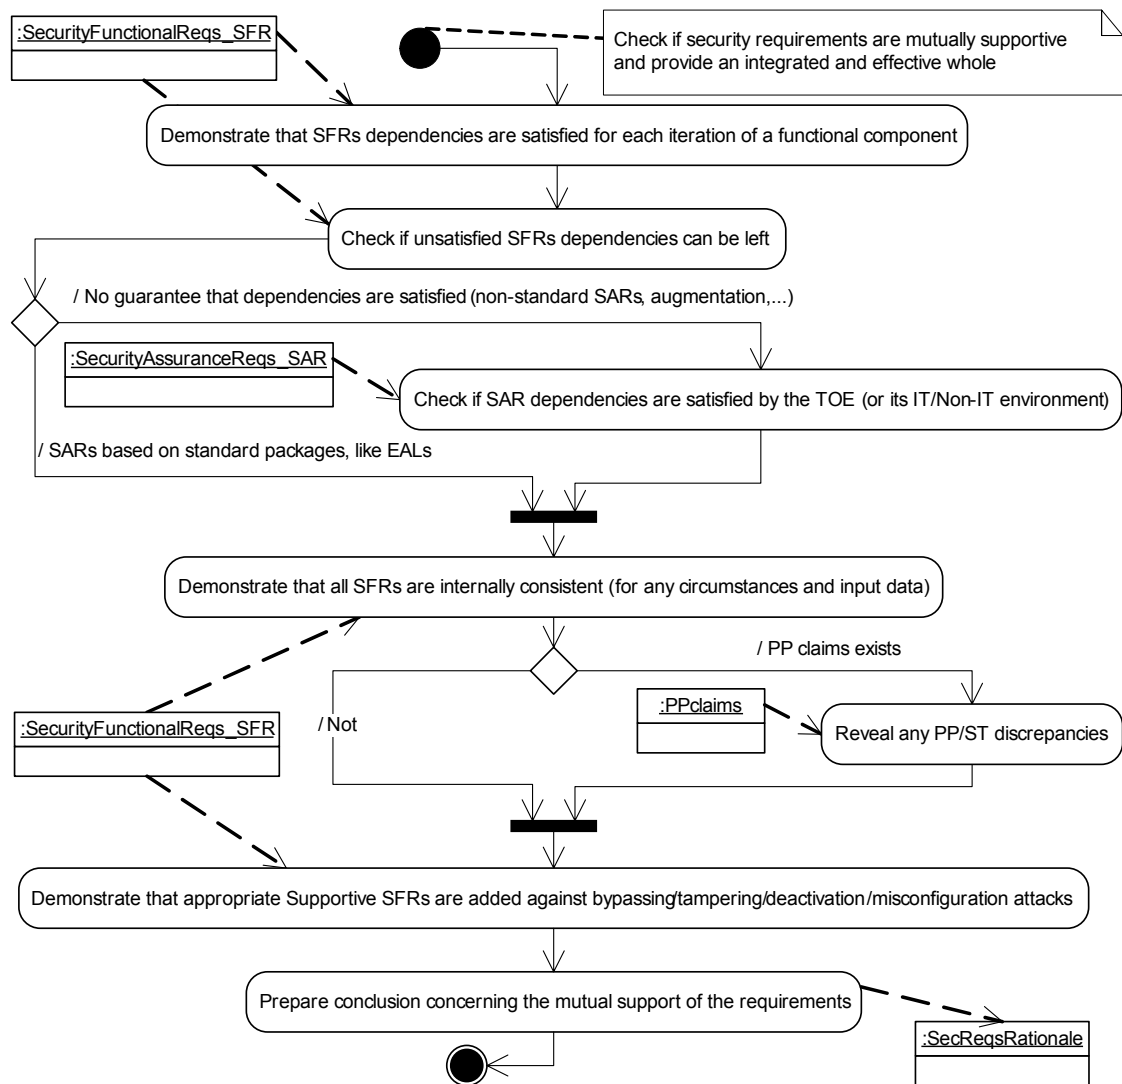 :SecurityFunctionalReqs_SFR
Check if security requirements are mutually supportive
and provide an integrated and effective whole
Demonstrate that SFRs dependencies are satisfied for each iteration of a functional component
Check if unsatisfied SFRs dependencies can be left
/ No guarantee that dependencies are satisfied (non-standard SARs, augmentation,...)
:SecurityAssuranceReqs_SAR
Check if SAR dependencies are satisfied by the TOE (or its IT/Non-IT environment)
/ SARs based on standard packages, like EALs
Demonstrate that all SFRs are internally consistent (for any circumstances and input data)
/ PP claims exists
:PPclaims
:SecurityFunctionalReqs_SFR
/ Not
Reveal any PP/ST discrepancies
Demonstrate that appropriate Supportive SFRs are added against bypassing/tampering/deactivation/misconfiguration attacks
Prepare conclusion concerning the mutual support of the requirements
:SecReqsRationale